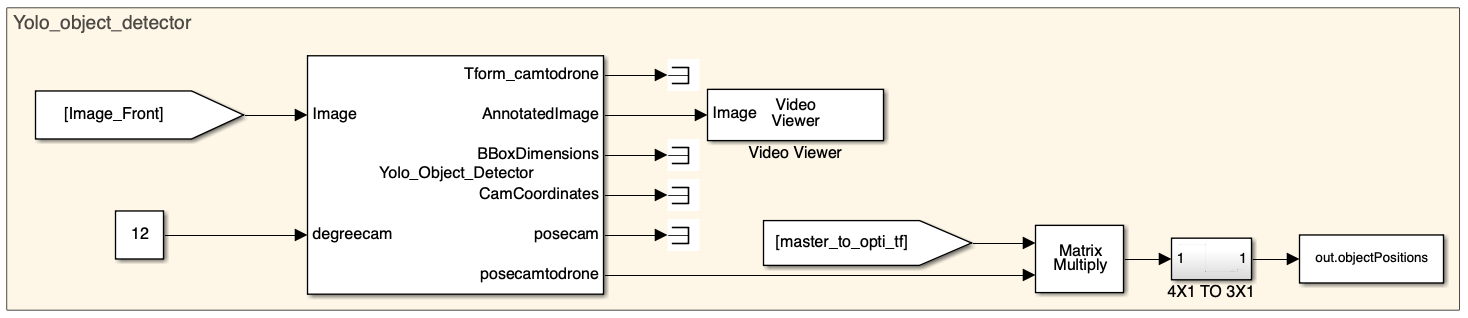 Yolo_object_detector
[Image_Front]
12
Image
degreecam
Yolo_Object_Detector
Tform_camtodrone
AnnotatedImage
BBoxDimensions
CamCoordinates
posecam
posecamtodrone
Image
Video
Viewer
Video Viewer
[master_to_opti_tf]
Matrix
Multiply
1 1
4X1 TO 3X1
out.objectPositions